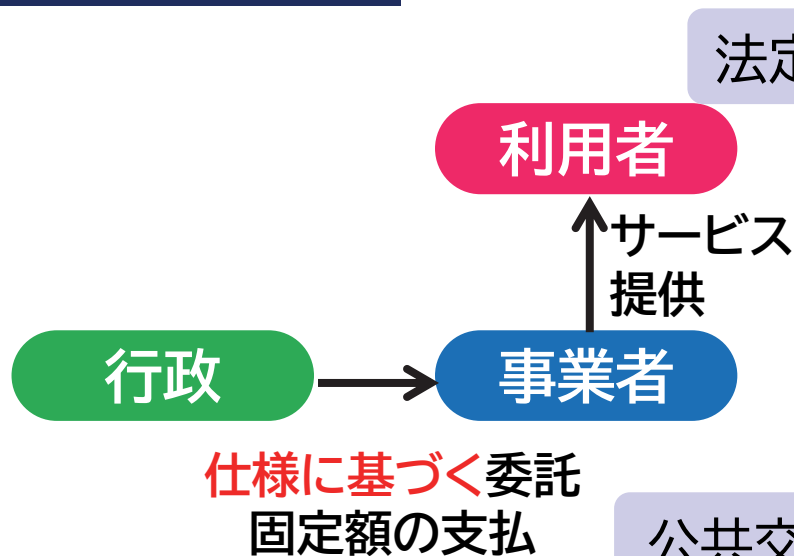 法定
利用者
サービス
提供
行政
事業者
仕様に基づく委託
固定額の支払
公共交